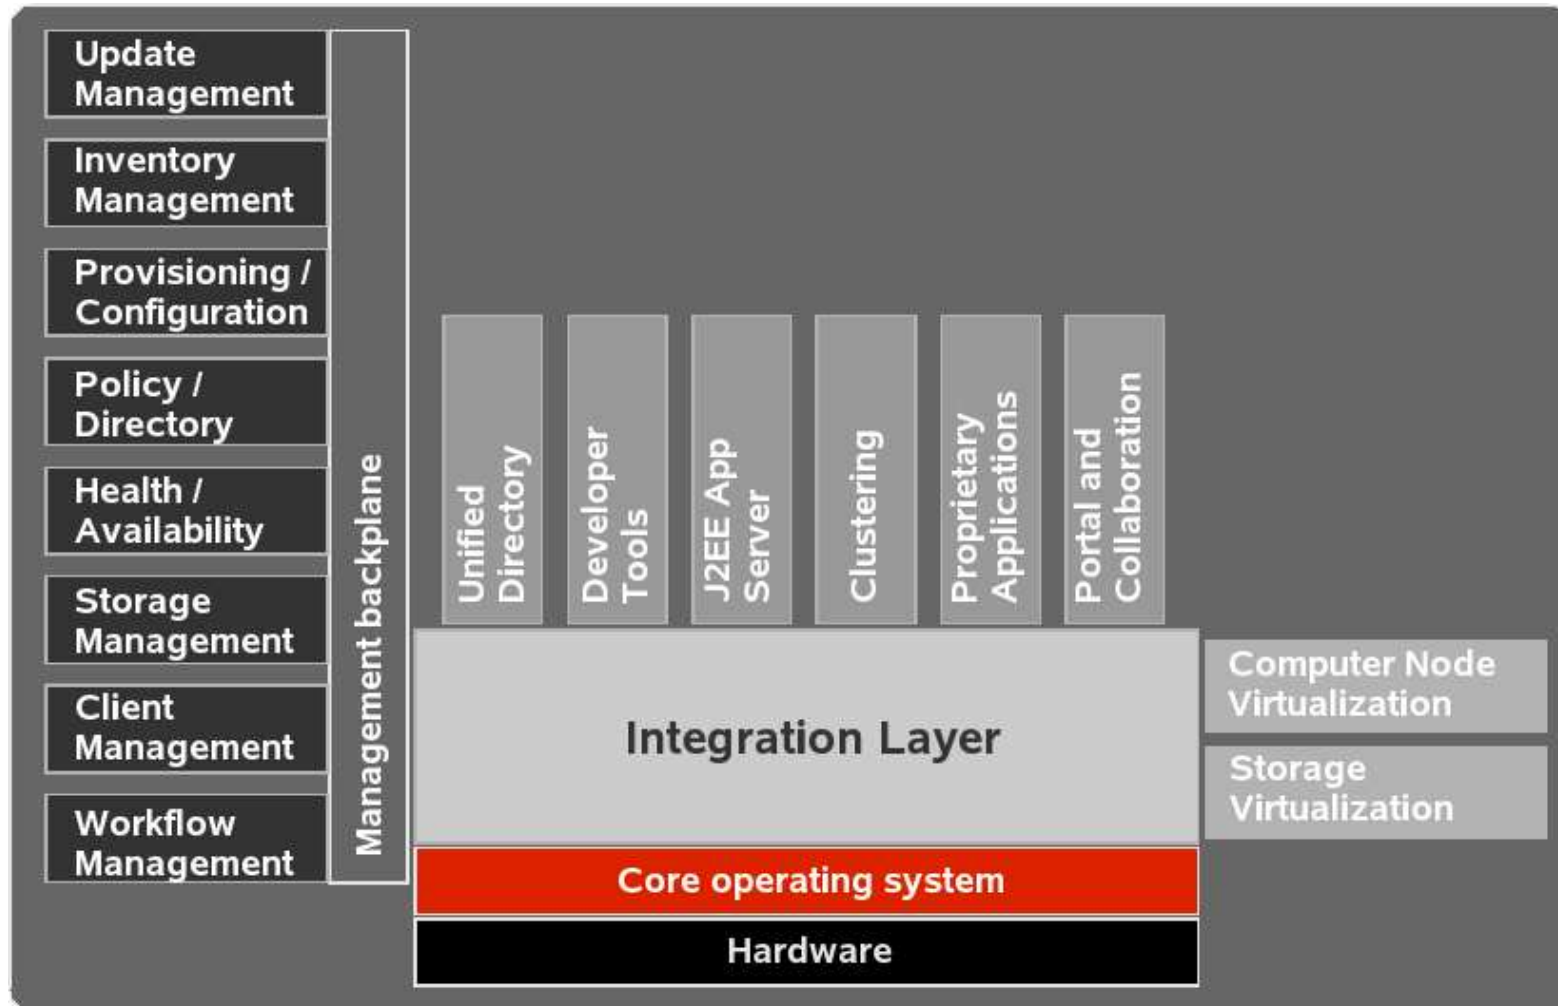 Update
Management
Inventory
Management
Provisioning /
Configuration
Policy /
Directory
Health /
Availability
Storage
Management
Client
Management
Workflow
Management
Management backplane
Unified
Directory
Developer
Tools
J2EE App
Server
Clustering
Proprietary
Applications
Portal and
Collaboration
Integration Layer
Computer Node
Virtualization
Storage
Virtualization
Core operating system
Hardware